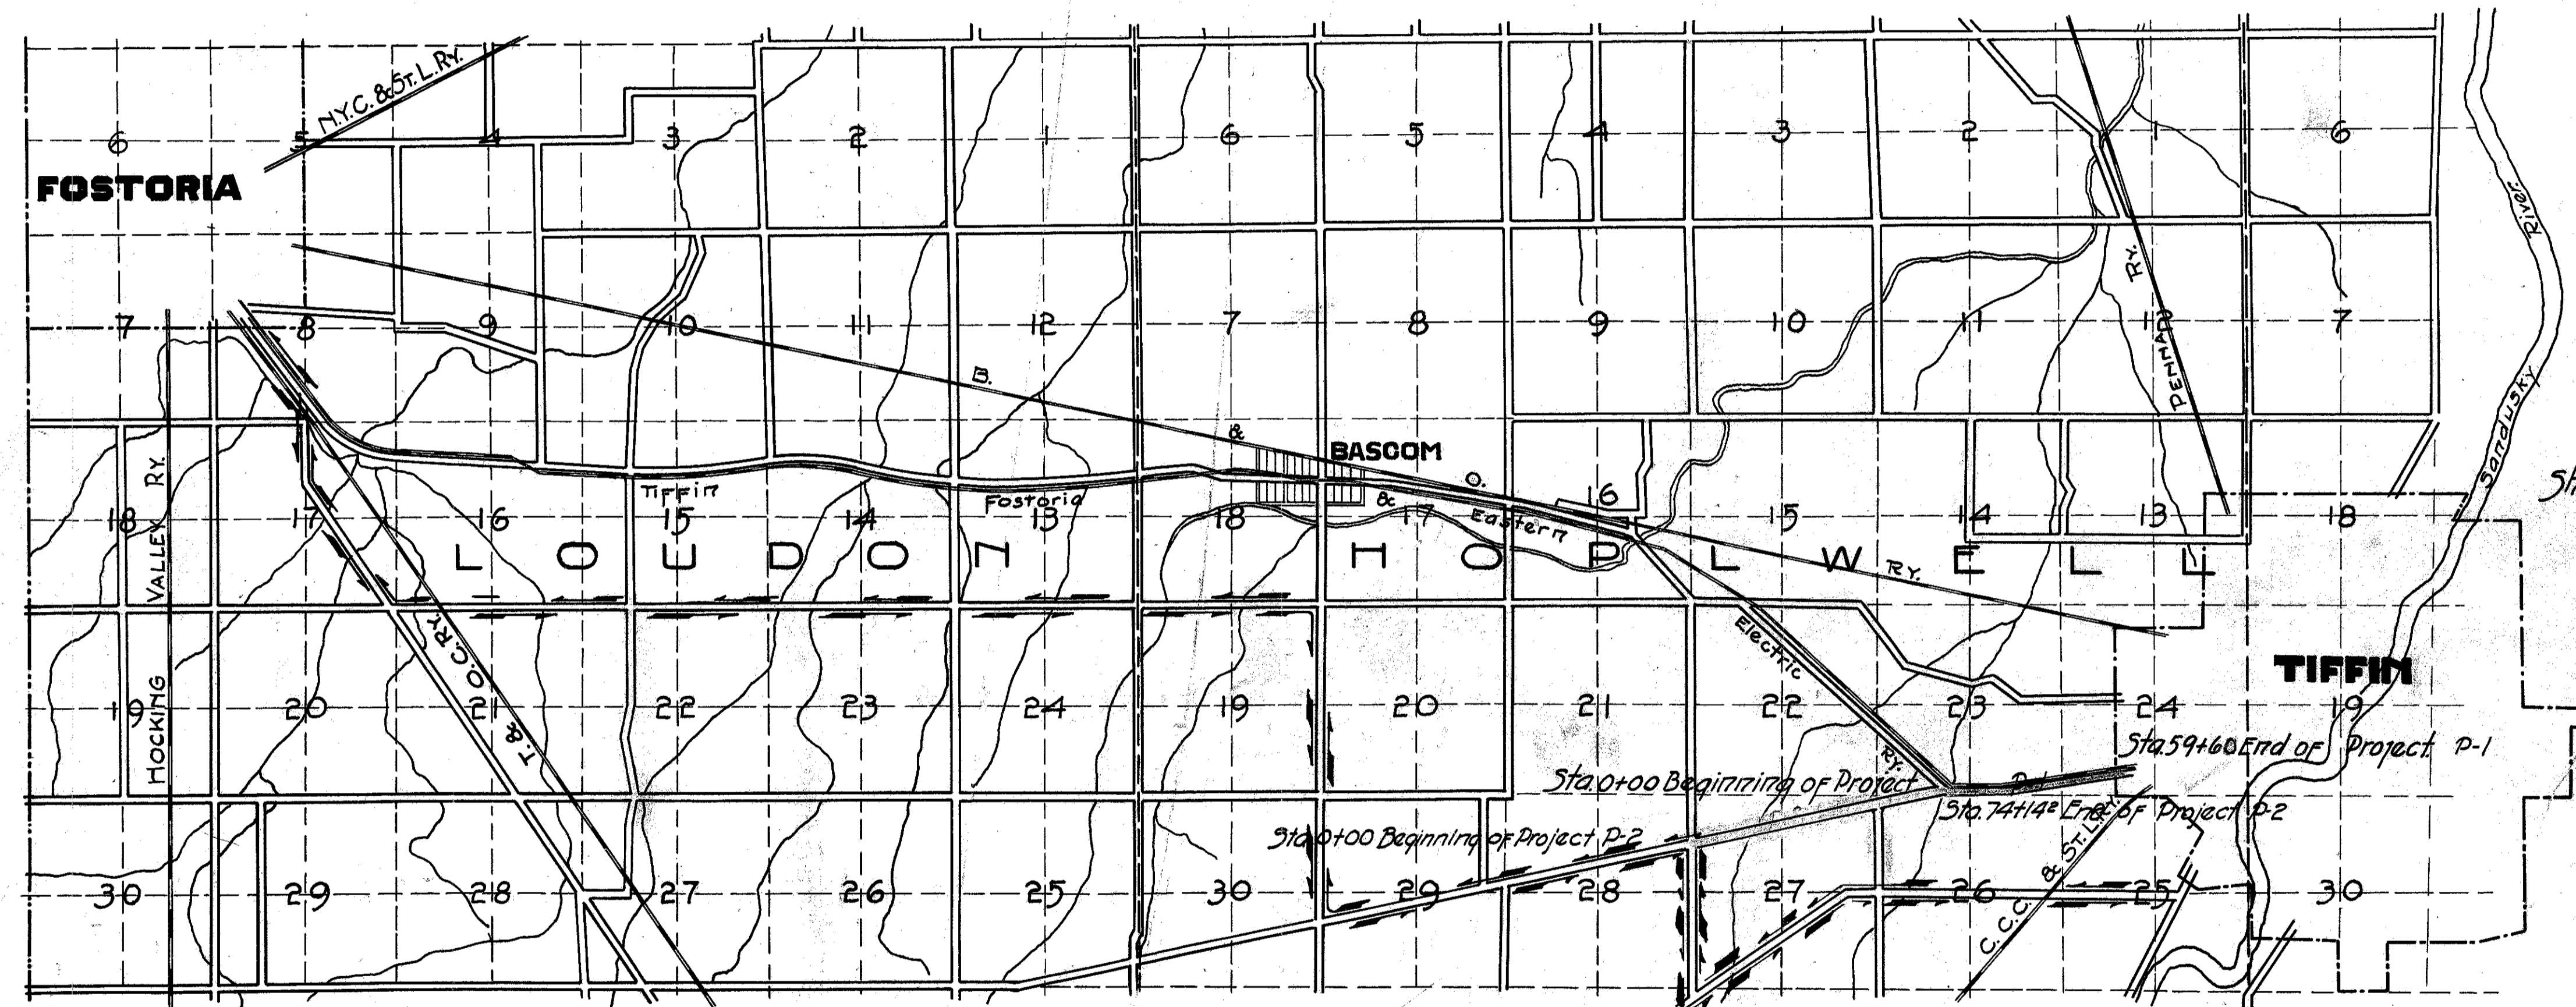 N.Y.C. & St. L. RY.
6 5 4 3 2 1 6 5 4 3 2 1 6
FOSTORIA
River
RY.
7 8 9 10 11 12 7 8 9 10 11 7
PENNA
B. & O. RY.
BASCOM
Sandusky
Tiffin Fostoria & Eastern Electric RY.
18 17 16 15 14 13 18 17 16 15 14 13 18
LOUDON HOPEWELL
HOCKING VALLEY RY.
T. & O.C. RY.
TIFFIN
19 20 21 22 23 24 19 20 21 22 23 24 19
Sta. 59+60 End of Project P-1
Sta. 0+00 Beginning of Project
P-1
Sta. 74+14² End of Project P-2
Sta. 0+00 Beginning of Project P-2
C.C.C. & ST. L.
30 29 28 27 26 25 30 29 28 27 26 25 30